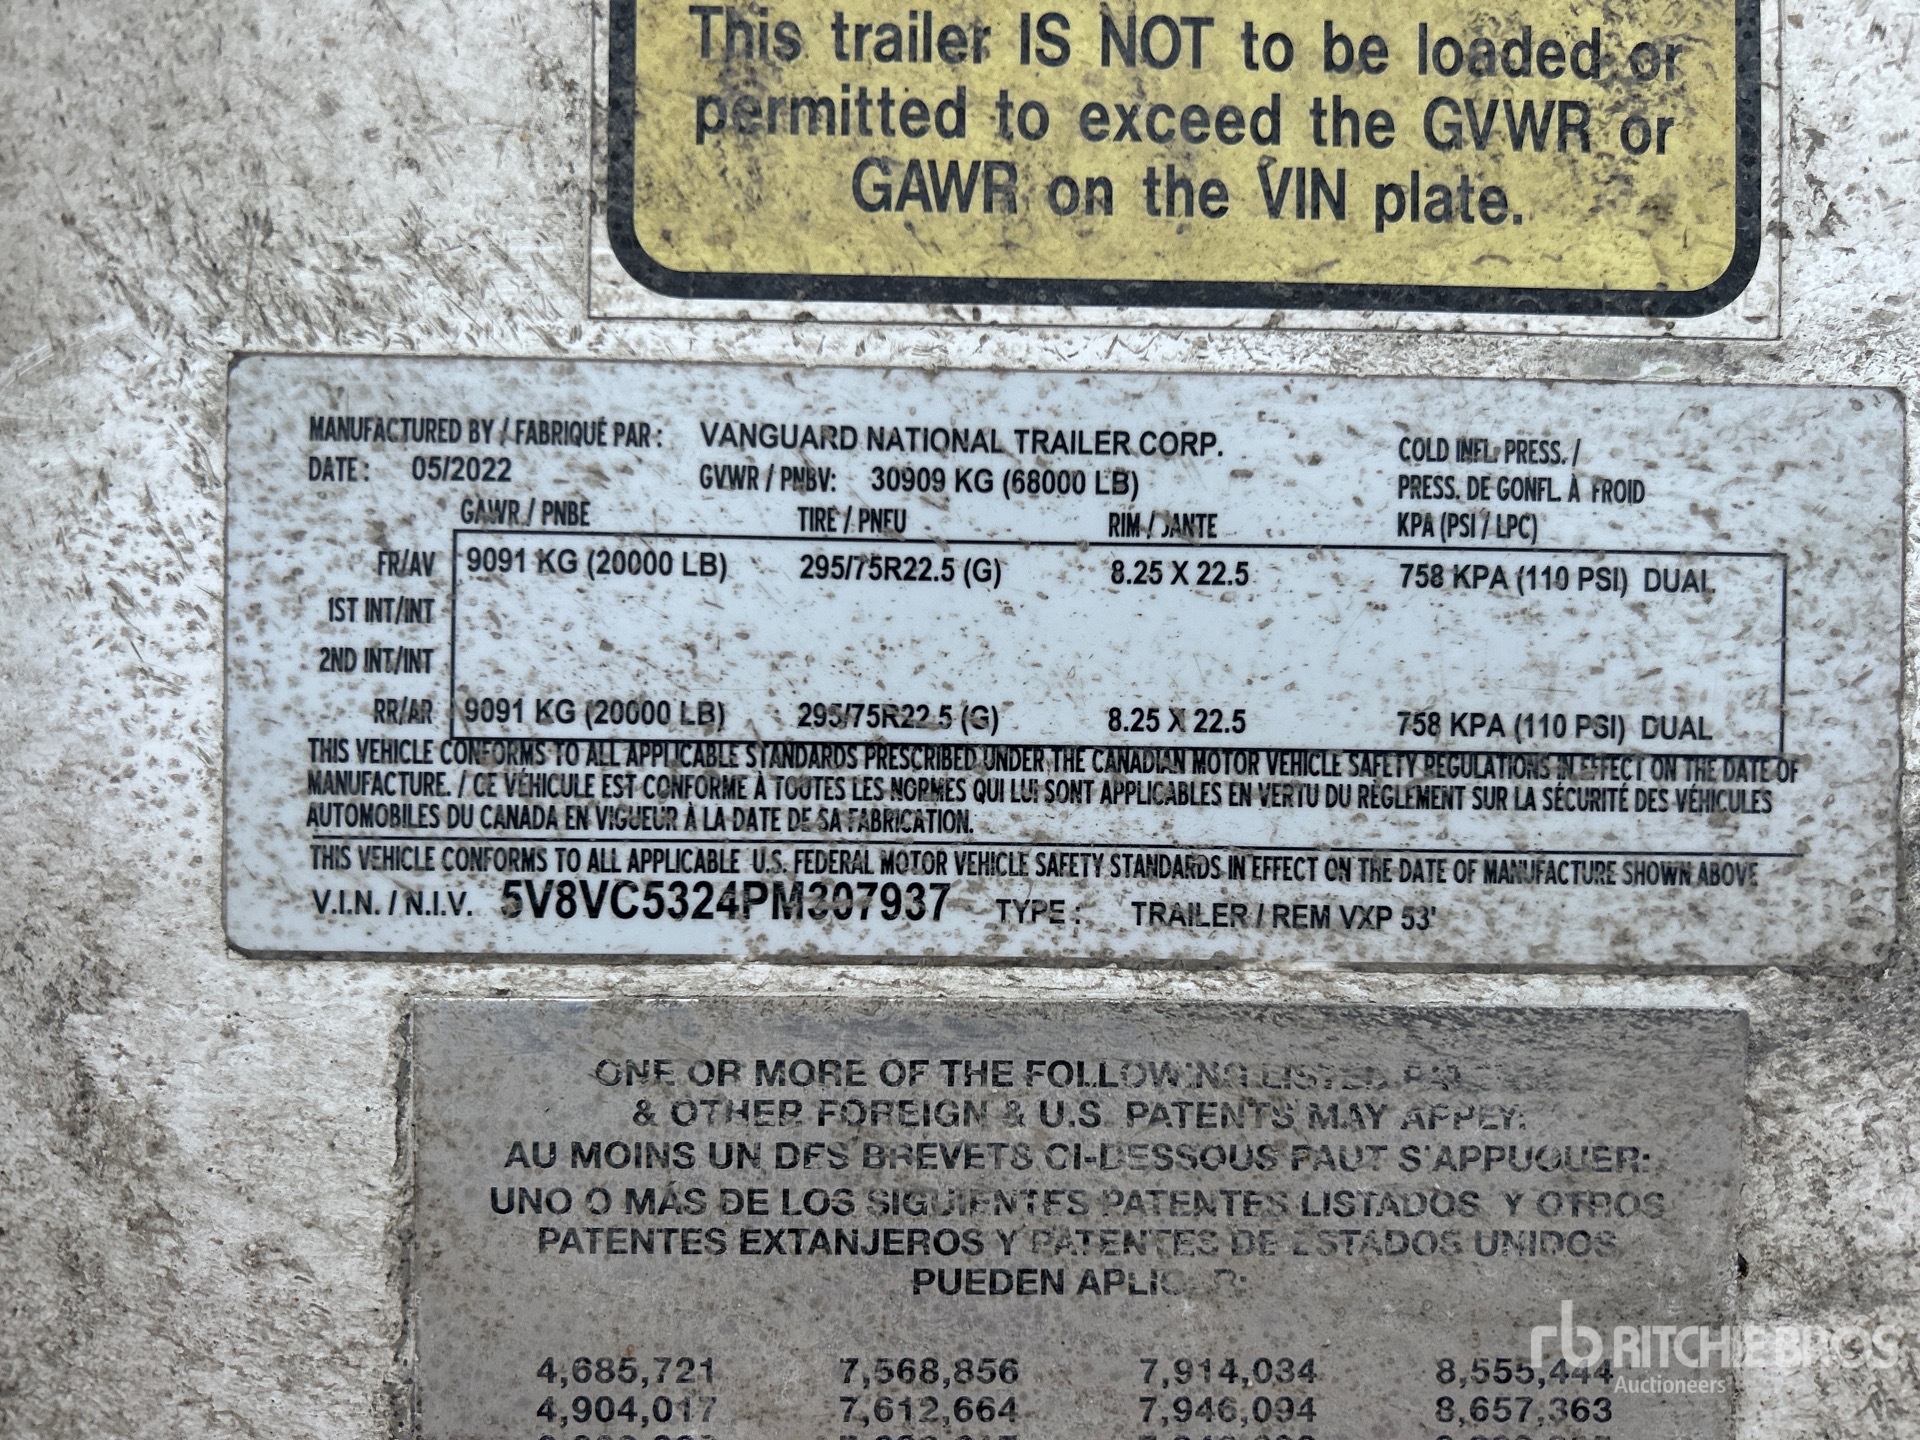 This trailer IS NOT to be loaded or
permitted to exceed the GVWR or
GAWR on the VIN plate.
MANUFACTURED BY / FABRIQUÉ PAR : VANGUARD NATIONAL TRAILER CORP.
DATE : 05/2022 GVWR / PNBV: 30909 KG (68000 LB)
COLD INFL. PRESS. /
PRESS. DE GONFL. À FROID
GAWR / PNBE TIRE / PNEU RIM / JANTE KPA (PSI / LPC)
FR/AV 9091 KG (20000 LB) 295/75R22.5 (G) 8.25 X 22.5 758 KPA (110 PSI) DUAL
1ST INT/INT
2ND INT/INT
RR/AR 9091 KG (20000 LB) 295/75R22.5 (G) 8.25 X 22.5 758 KPA (110 PSI) DUAL
THIS VEHICLE CONFORMS TO ALL APPLICABLE STANDARDS PRESCRIBED UNDER THE CANADIAN MOTOR VEHICLE SAFETY REGULATIONS IN EFFECT ON THE DATE OF
MANUFACTURE. / CE VÉHICULE EST CONFORME À TOUTES LES NORMES QUI LUI SONT APPLICABLES EN VERTU DU RÈGLEMENT SUR LA SÉCURITÉ DES VÉHICULES
AUTOMOBILES DU CANADA EN VIGUEUR À LA DATE DE SA FABRICATION.
THIS VEHICLE CONFORMS TO ALL APPLICABLE U.S. FEDERAL MOTOR VEHICLE SAFETY STANDARDS IN EFFECT ON THE DATE OF MANUFACTURE SHOWN ABOVE
V.I.N. / N.I.V. 5V8VC5324PM307937 TYPE : TRAILER / REM VXP 53'
ONE OR MORE OF THE FOLLOWING LISTED
& OTHER FOREIGN & U.S. PATENTS MAY APPLY:
AU MOINS UN DES BREVETS CI-DESSOUS PAUT S'APPUQUER:
UNO O MÁS DE LOS SIGUIENTES PATENTES LISTADOS Y OTROS
PATENTES EXTANJEROS Y PATENTES DE ESTADOS UNIDOS
PUEDEN APLICAR:
4,685,721 7,568,856 7,914,034 8,555,444
4,904,017 7,612,664 7,946,094 8,657,363
rb RITCHIE BROS
Auctioneers